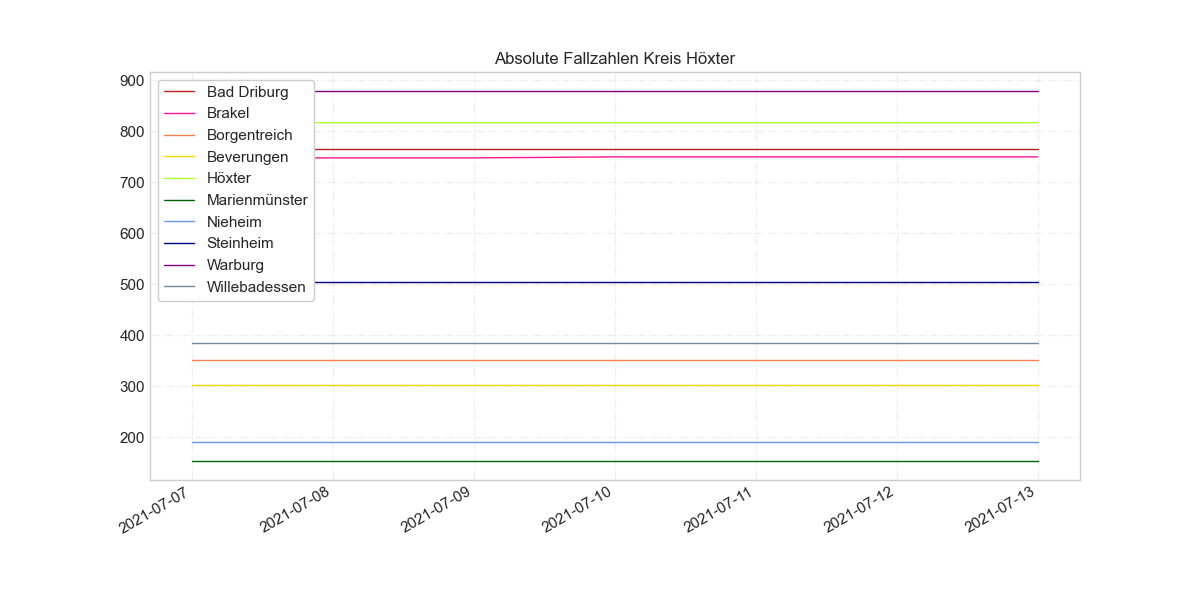 Absolute Fallzahlen Kreis Höxter
900
800
700
600
500
400
300
200
Bad Driburg
Brakel
Borgentreich
Beverungen
Höxter
Marienmünster
Nieheim
Steinheim
Warburg
Willebadessen
2021-07-07
2021-07-08
2021-07-09
2021-07-10
2021-07-11
2021-07-12
2021-07-13